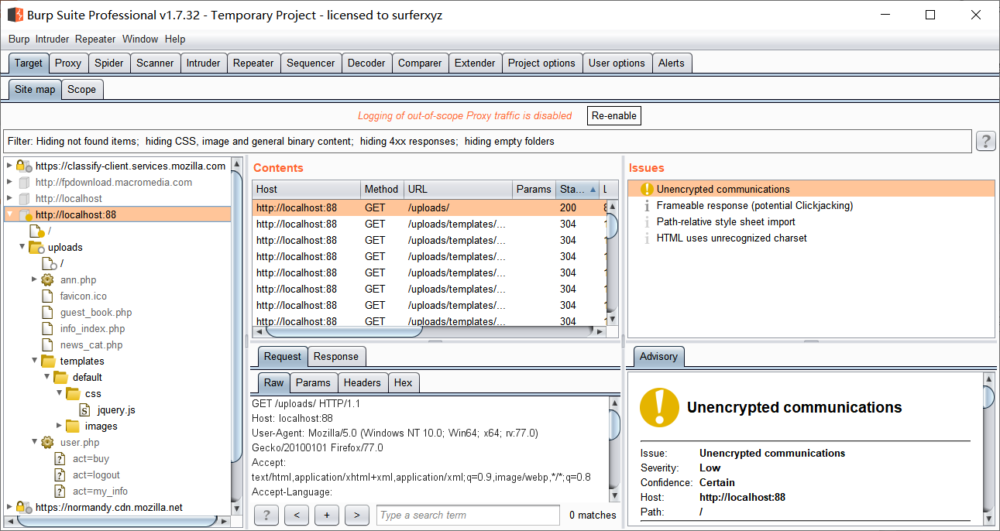 Burp Suite Professional v1.7.32 - Temporary Project - licensed to surferxyz
Burp Intruder Repeater Window Help
Target Proxy Spider Scanner Intruder Repeater Sequencer Decoder Comparer Extender Project options User options Alerts
Site map Scope
Logging of out-of-scope Proxy traffic is disabled Re-enable
Filter: Hiding not found items; hiding CSS, image and general binary content; hiding 4xx responses; hiding empty folders ?
https://classify-client.services.mozilla.com
http://fpdownload.macromedia.com
http://localhost
http://localhost:88
/
uploads
/
ann.php
favicon.ico
guest_book.php
info_index.php
news_cat.php
templates
default
css
jquery.js
images
user.php
act=buy
act=logout
act=my_info
https://normandy.cdn.mozilla.net
Contents
Host Method URL Params Sta... L
http://localhost:88 GET /uploads/ 200 8
http://localhost:88 GET /uploads/templates/... 304 1
http://localhost:88 GET /uploads/templates/... 304 1
http://localhost:88 GET /uploads/templates/... 304 1
http://localhost:88 GET /uploads/templates/... 304 1
http://localhost:88 GET /uploads/templates/... 304 1
http://localhost:88 GET /uploads/templates/... 304 1
http://localhost:88 GET /uploads/templates/... 304 1
Request Response
Raw Params Headers Hex
GET /uploads/ HTTP/1.1
Host: localhost:88
User-Agent: Mozilla/5.0 (Windows NT 10.0; Win64; x64; rv:77.0)
Gecko/20100101 Firefox/77.0
Accept:
text/html,application/xhtml+xml,application/xml;q=0.9,image/webp,*/*;q=0.8
Accept-Language:
? < + > Type a search term 0 matches
Issues
Unencrypted communications
Frameable response (potential Clickjacking)
Path-relative style sheet import
HTML uses unrecognized charset
Advisory
Unencrypted communications
Issue: Unencrypted communications
Severity: Low
Confidence: Certain
Host: http://localhost:88
Path: /